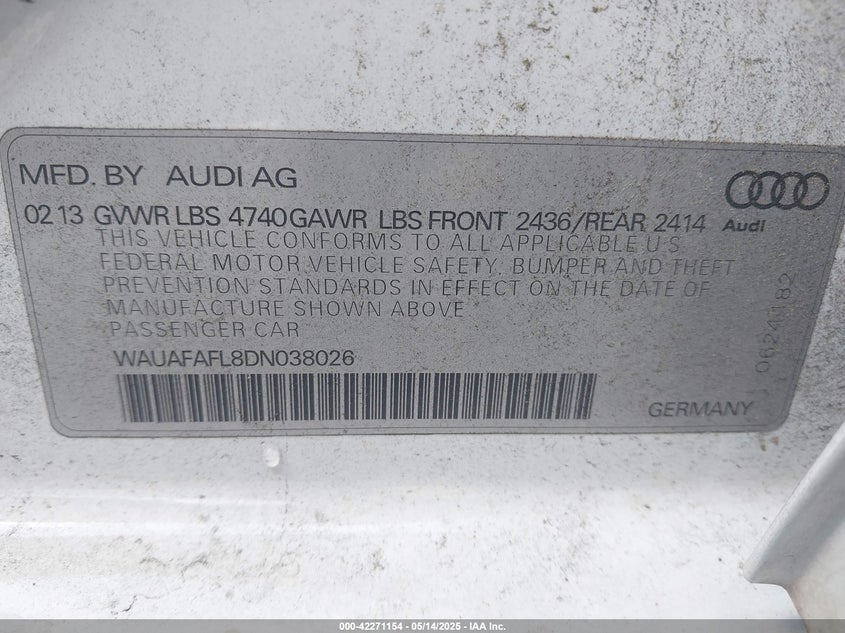 MFD. BY AUDI AG
02 13 GVWR LBS 4740 GAWR LBS FRONT 2436/REAR 2414
Audi
THIS VEHICLE CONFORMS TO ALL APPLICABLE U.S.
FEDERAL MOTOR VEHICLE SAFETY, BUMPER AND THEFT
PREVENTION STANDARDS IN EFFECT ON THE DATE OF
MANUFACTURE SHOWN ABOVE
PASSENGER CAR
WAUAFAFL8DN038026
0624182
GERMANY
000-42271154 - 05/14/2025 - IAA Inc.